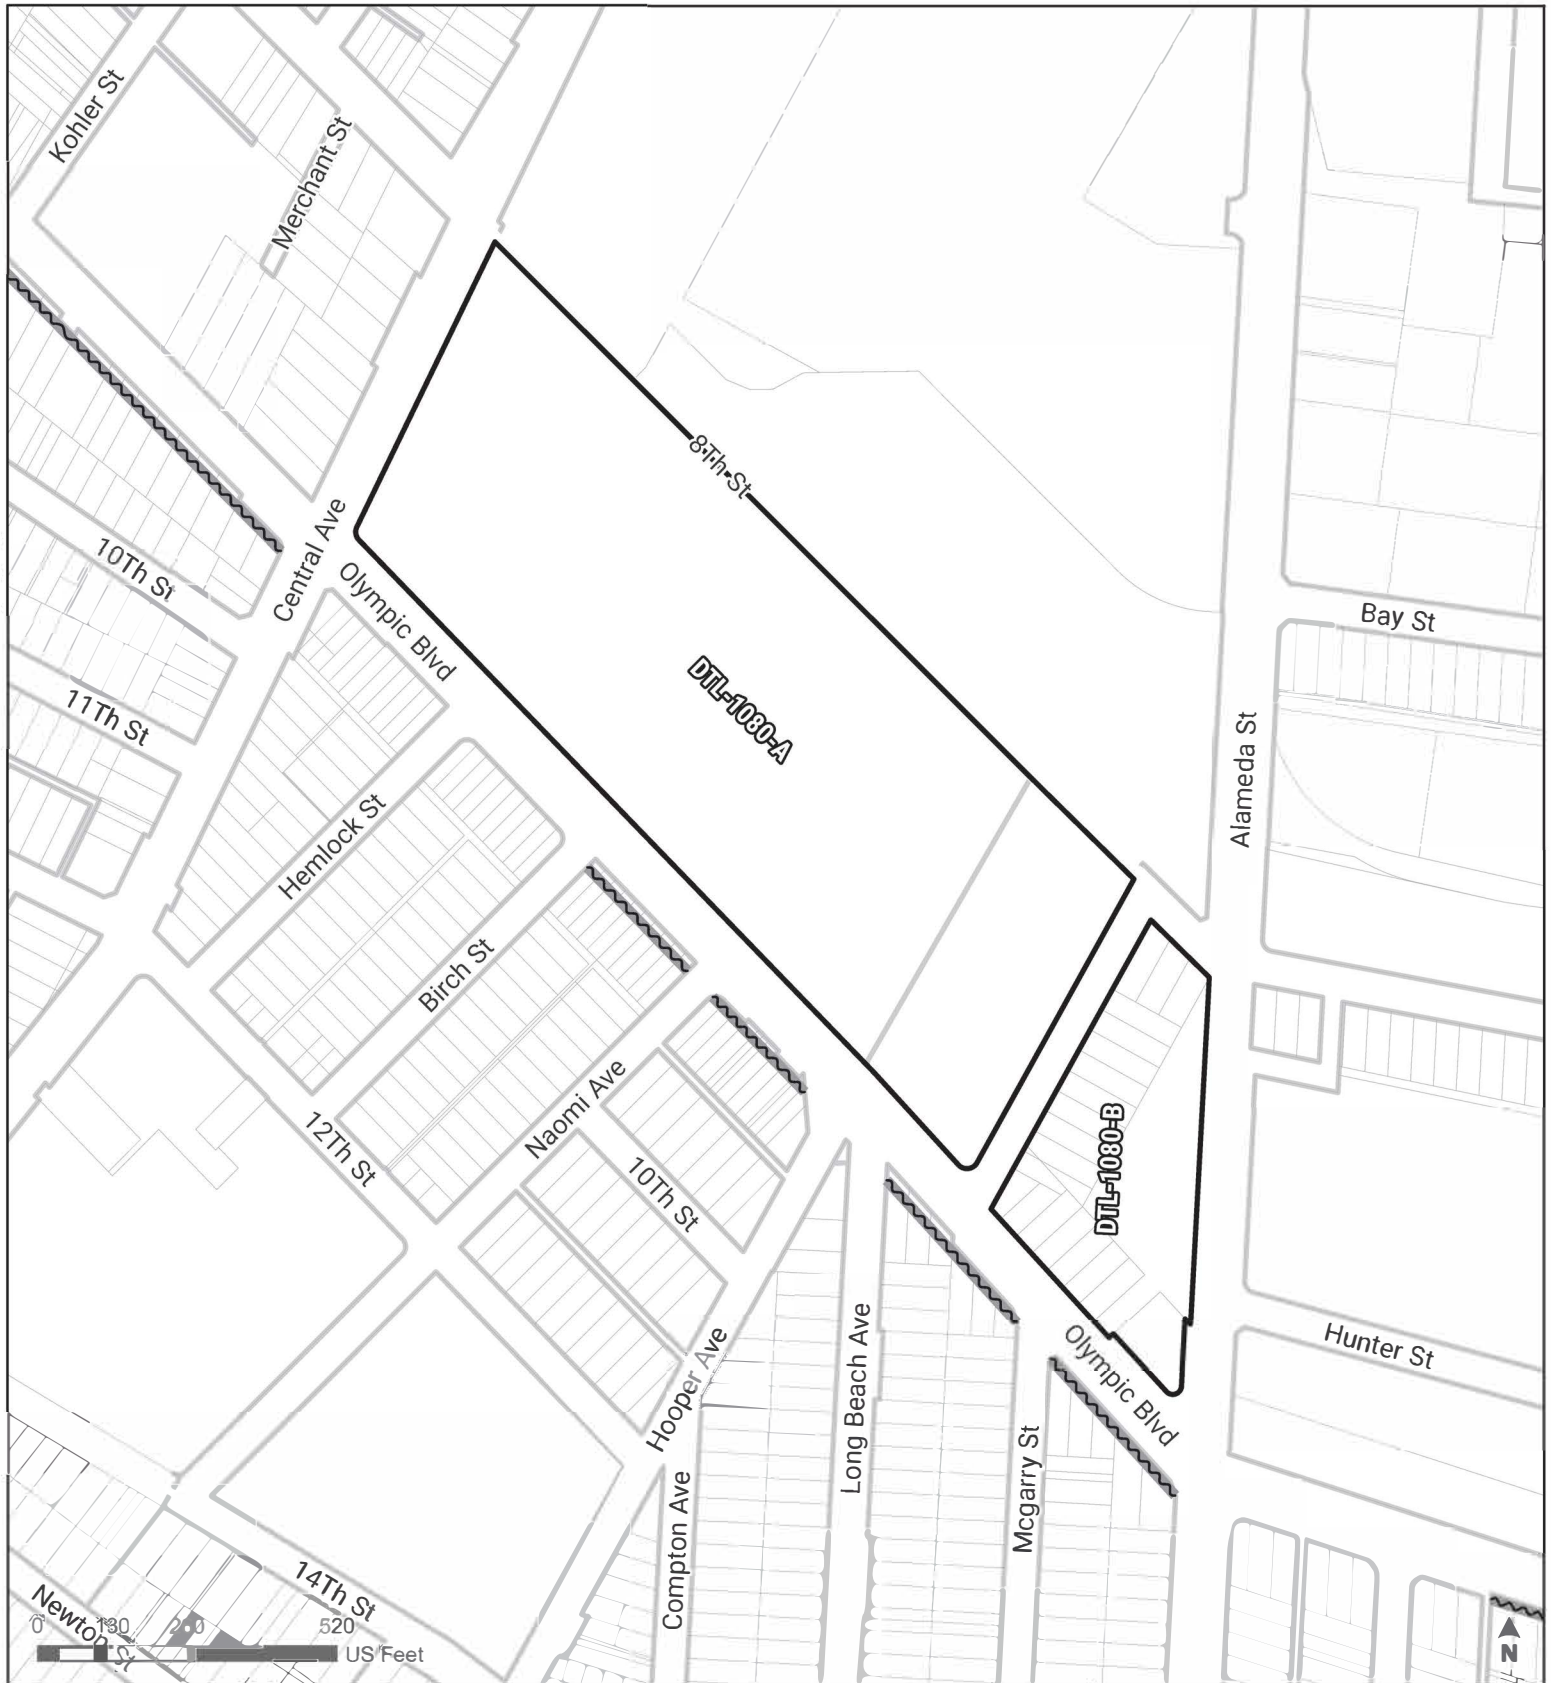 Kohler St
Merchant St
8Th St
10Th St
Central Ave
Olympic Blvd
Bay St
11Th St
DTL-1080-A
Alameda St
Hemlock St
Birch St
Naomi Ave
12Th St
10Th St
DTL-1080-B
Hooper Ave
Long Beach Ave
Olympic Blvd
Hunter St
Mcgarry St
Compton Ave
14Th St
Newton St
0 130 260 520
US Feet
N